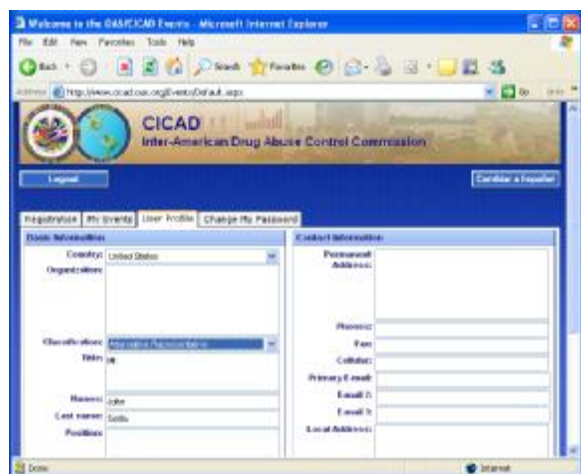 Welcome to the OAS/CICAD Events - Microsoft Internet Explorer
File Edit View Favorites Tools Help
Back Search Favorites
Address http://www.cicad.oas.org/Events/Default.aspx Go
CICAD
Inter-American Drug Abuse Control Commission
Logout Cambiar a Español
Registration My Events User Profile Change My Password
Basic Information
Country: United States
Organization:
Classification: Alternative Representative
Title:
Names: John
Last name:
Position:
Contact Information
Permanent Address:
Phones:
Fax:
Cellular:
Primary E-mail:
E-mail 2:
E-mail 3:
Local Address:
Done Internet